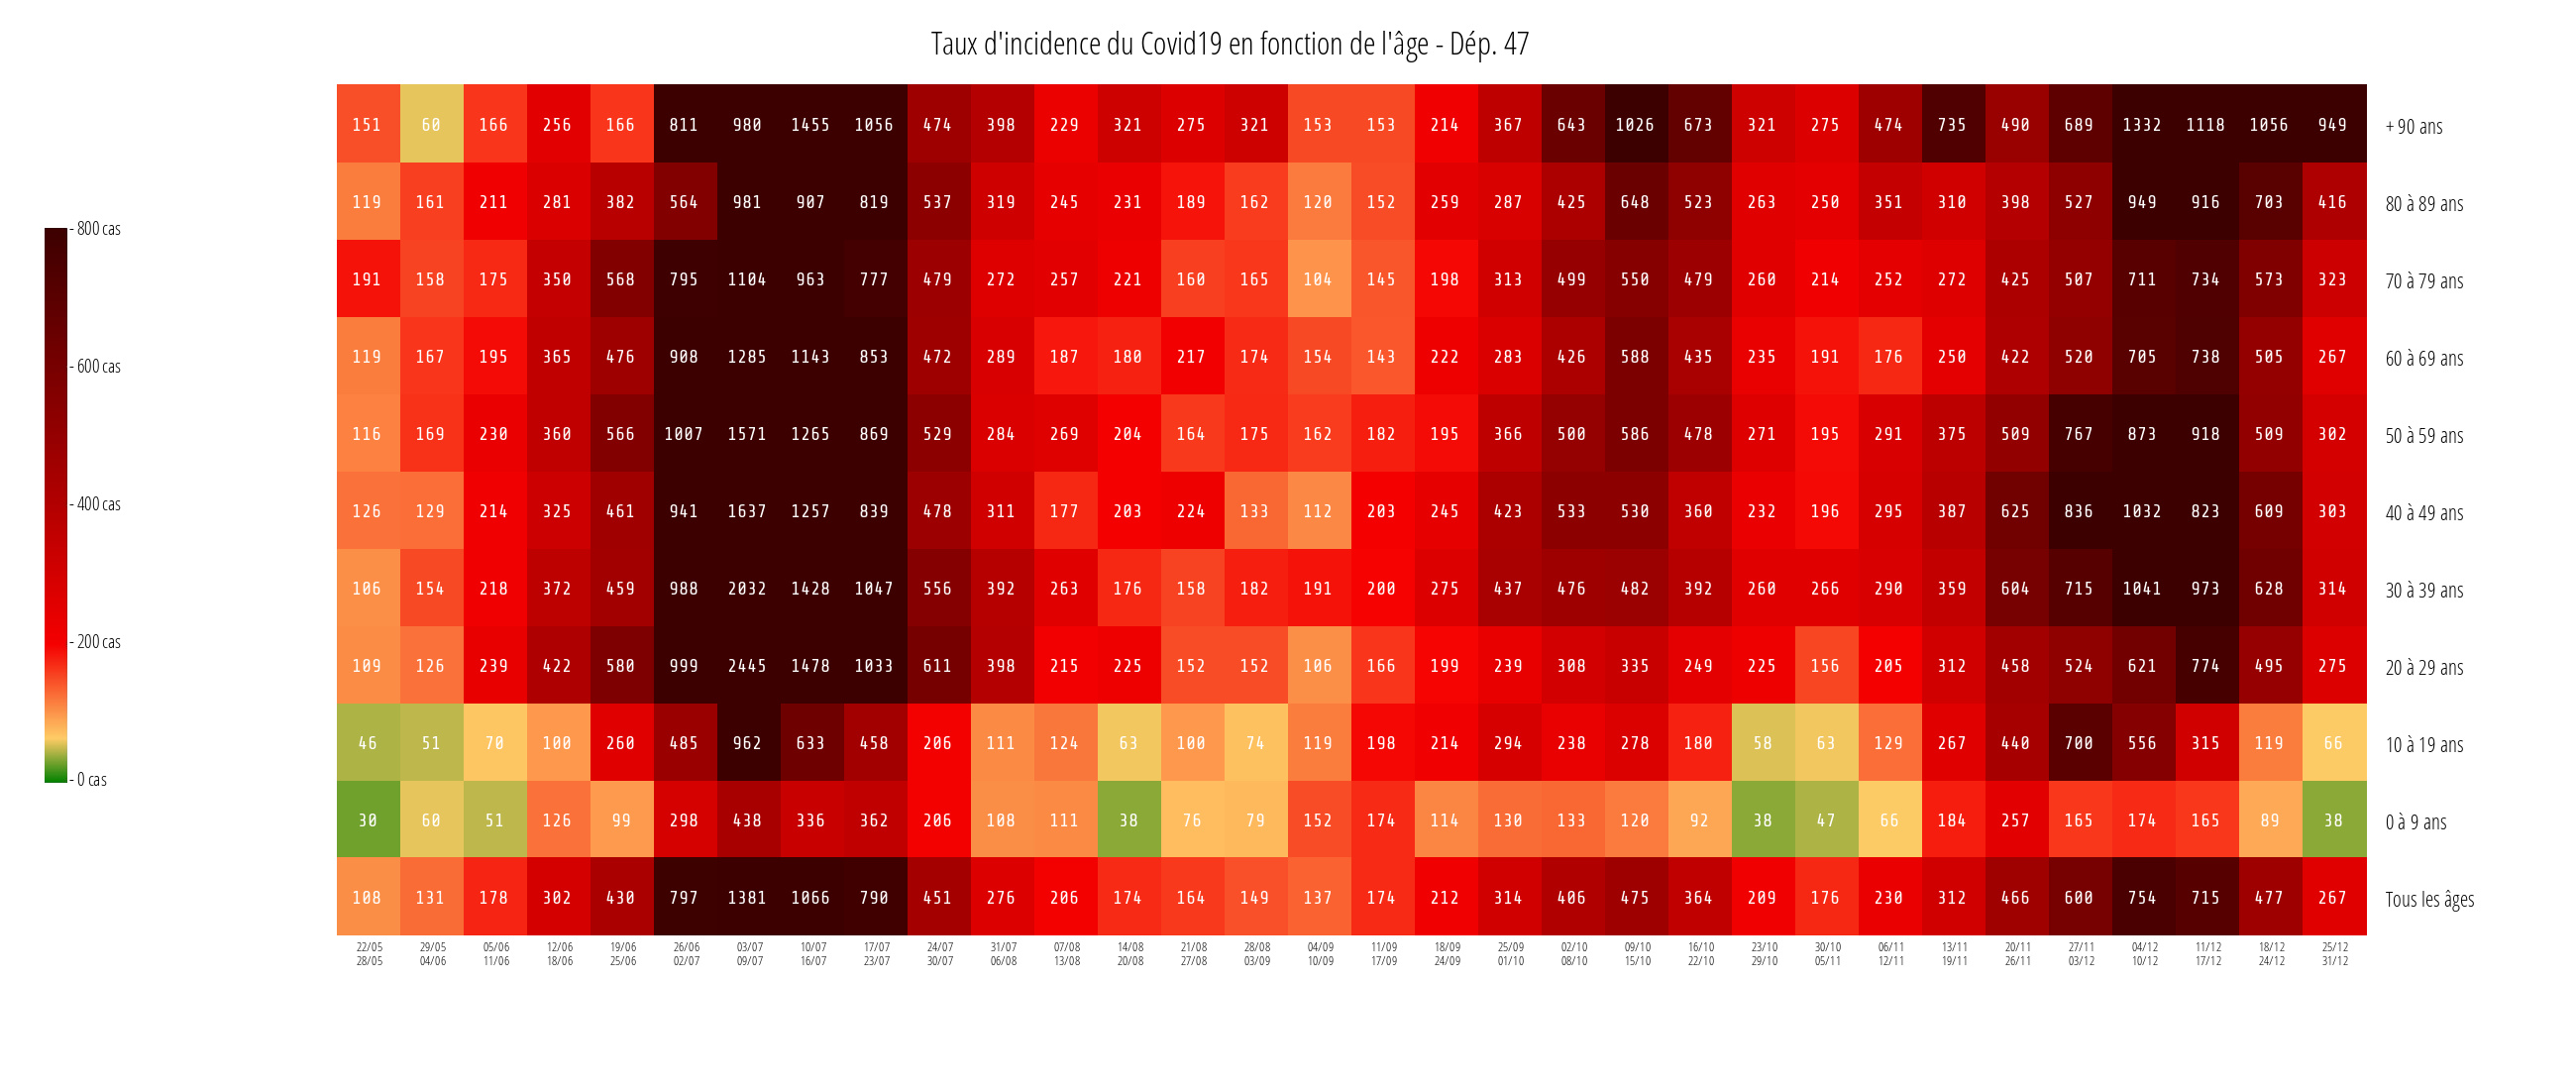 Taux d'incidence du Covid19 en fonction de l'âge - Dép. 47
151 60 166 256 166 811 980 1455 1056 474 398 229 321 275 321 153 153 214 367 643 1026 673 321 275 474 735 490 689 1332 1118 1056 949 + 90 ans
119 161 211 281 382 564 981 907 819 537 319 245 231 189 162 120 152 259 287 425 648 523 263 250 351 310 398 527 949 916 703 416 80 à 89 ans
191 158 175 350 568 795 1104 963 777 479 272 257 221 160 165 104 145 198 313 499 550 479 260 214 252 272 425 507 711 734 573 323 70 à 79 ans
119 167 195 365 476 908 1285 1143 853 472 289 187 180 217 174 154 143 222 283 426 588 435 235 191 176 250 422 520 705 738 505 267 60 à 69 ans
116 169 230 360 566 1007 1571 1265 869 529 284 269 204 164 175 162 182 195 366 500 586 478 271 195 291 375 509 767 873 918 509 302 50 à 59 ans
126 129 214 325 461 941 1637 1257 839 478 311 177 203 224 133 112 203 245 423 533 530 360 232 196 295 387 625 836 1032 823 609 303 40 à 49 ans
106 154 218 372 459 988 2032 1428 1047 556 392 263 176 158 182 191 200 275 437 476 482 392 260 266 290 359 604 715 1041 973 628 314 30 à 39 ans
109 126 239 422 580 999 2445 1478 1033 611 398 215 225 152 152 106 166 199 239 308 335 249 225 156 205 312 458 524 621 774 495 275 20 à 29 ans
46 51 70 100 260 485 962 633 458 206 111 124 63 100 74 119 198 214 294 238 278 180 58 63 129 267 440 700 556 315 119 66 10 à 19 ans
30 60 51 126 99 298 438 336 362 206 108 111 38 76 79 152 174 114 130 133 120 92 38 47 66 184 257 165 174 165 89 38 0 à 9 ans
108 131 178 302 430 797 1381 1066 790 451 276 206 174 164 149 137 174 212 314 406 475 364 209 176 230 312 466 600 754 715 477 267 Tous les âges
22/05 29/05 05/06 12/06 19/06 26/06 03/07 10/07 17/07 24/07 31/07 07/08 14/08 21/08 28/08 04/09 11/09 18/09 25/09 02/10 09/10 16/10 23/10 30/10 06/11 13/11 20/11 27/11 04/12 11/12 18/12 25/12
28/05 04/06 11/06 18/06 25/06 02/07 09/07 16/07 23/07 30/07 06/08 13/08 20/08 27/08 03/09 10/09 17/09 24/09 01/10 08/10 15/10 22/10 29/10 05/11 12/11 19/11 26/11 03/12 10/12 17/12 24/12 31/12
- 800 cas
- 600 cas
- 400 cas
- 200 cas
- 0 cas